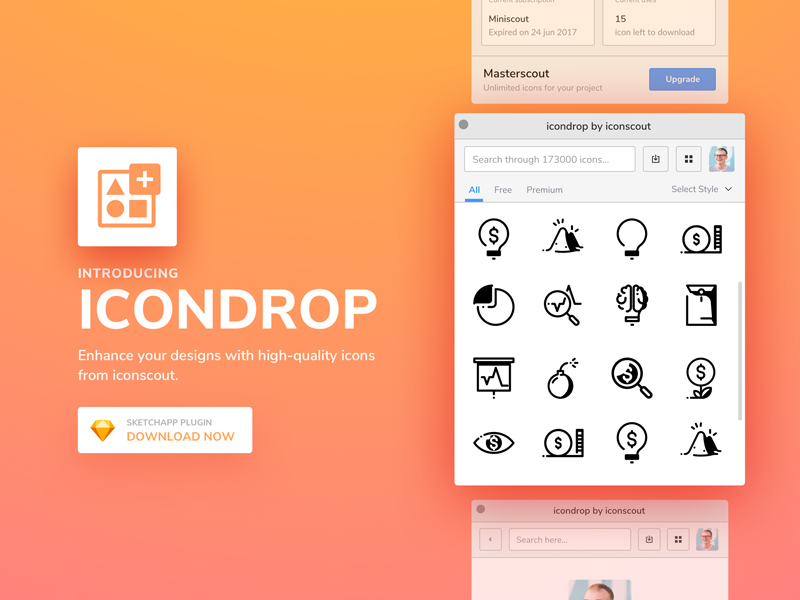 INTRODUCING
ICONDROP
Enhance your designs with high-quality icons
from iconscout.
SKETCHAPP PLUGIN
DOWNLOAD NOW
Current subscription
Current uses
Miniscout
15
Expired on 24 jun 2017
icon left to download
Masterscout
Unlimited icons for your project
Upgrade
icondrop by iconscout
Search through 173000 icons...
All Free Premium
Select Style
icondrop by iconscout
Search here...